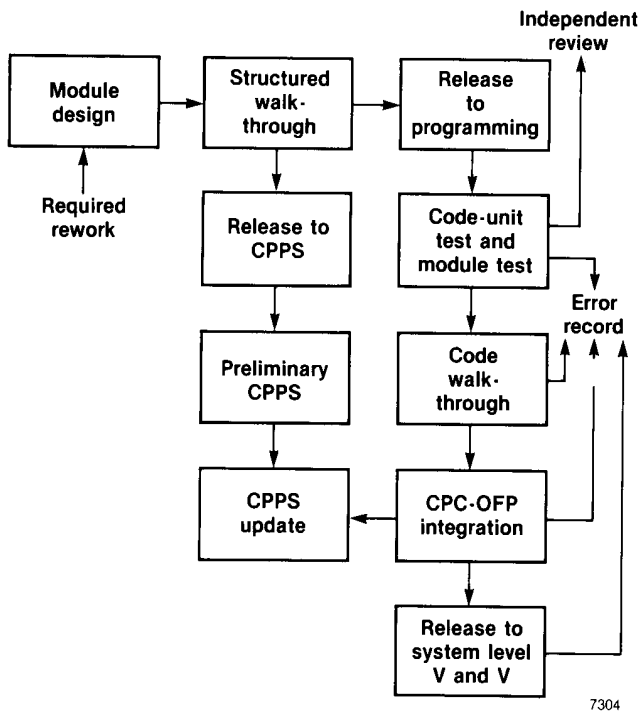 Independent
review
Module
design
Structured
walk-
through
Release
to
programming
Required
rework
Release to
CPPS
Code-unit
test and
module test
Error
record
Preliminary
CPPS
Code
walk-
through
CPPS
update
CPC-OFP
integration
Release to
system level
V and V
7304